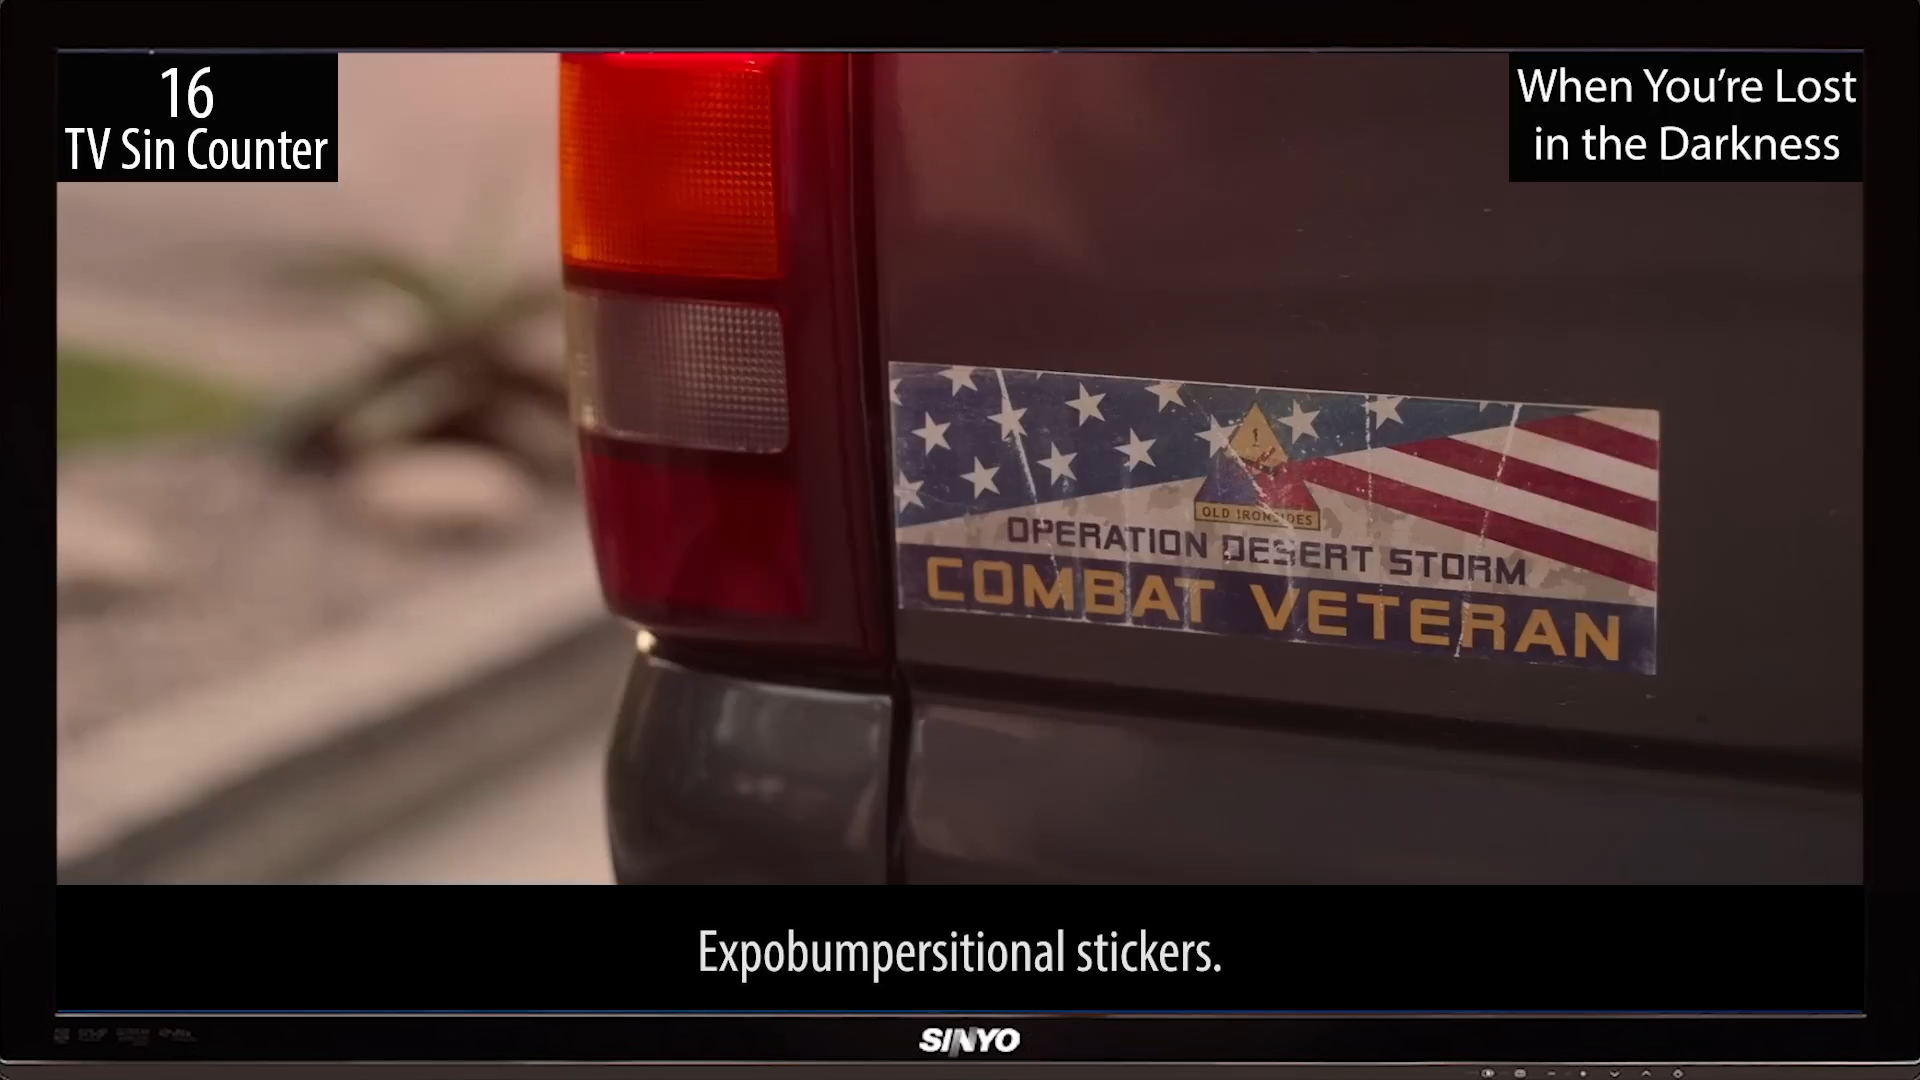 16
TV Sin Counter
When You're Lost
in the Darkness
1
OLD IRONSIDES
OPERATION DESERT STORM
COMBAT VETERAN
Expobumpersitional stickers.
SINYO